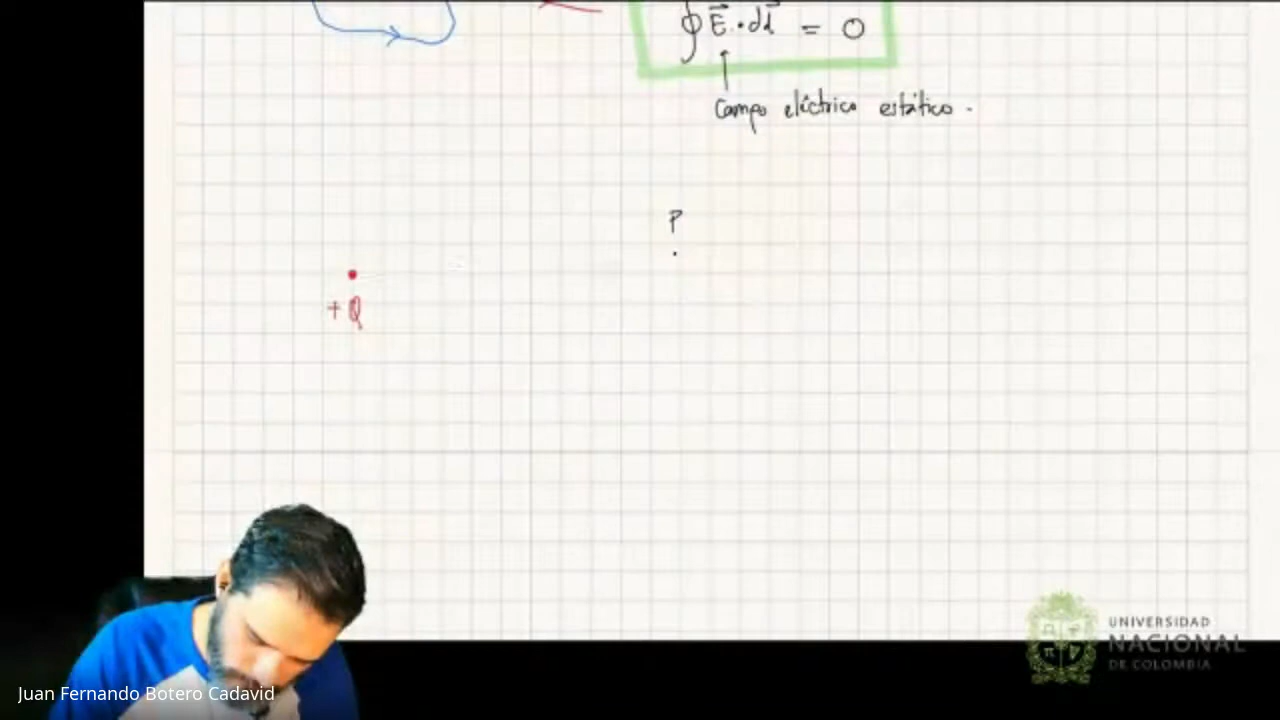 ∮ E⃗ · dl⃗ = 0
Campo eléctrico estático.
P
+ Q
UNIVERSIDAD
NACIONAL
DE COLOMBIA
Juan Fernando Botero Cadavid